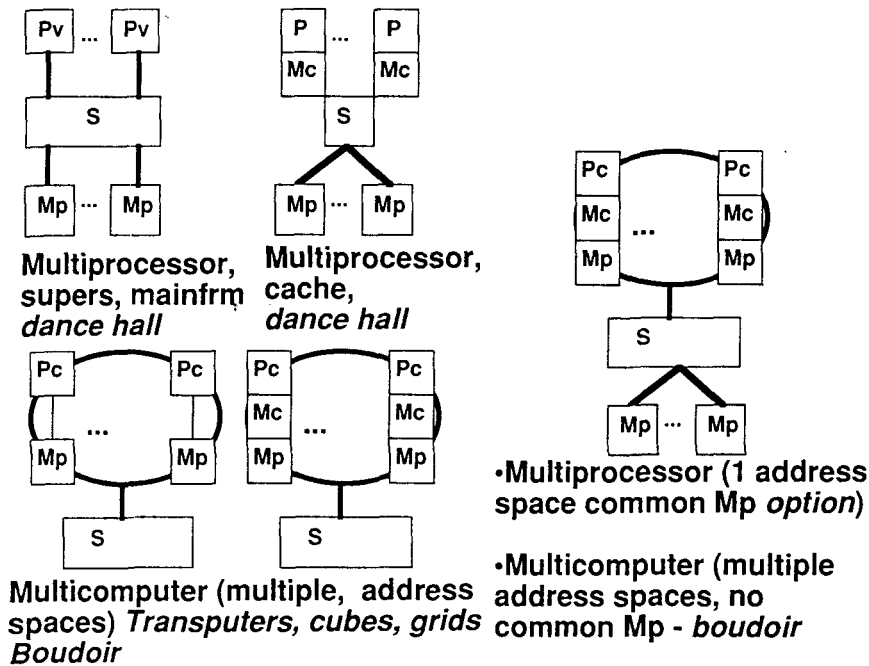 Pv ... Pv
S
Mp ... Mp
Multiprocessor,
supers, mainfrm
dance hall
P ... P
Mc Mc
S
Mp ... Mp
Multiprocessor,
cache,
dance hall
Pc Pc
...
Mp Mp
S
Pc Pc
Mc ... Mc
Mp Mp
S
Multicomputer (multiple, address
spaces) Transputers, cubes, grids
Boudoir
Pc Pc
Mc ... Mc
Mp Mp
S
Mp ... Mp
•Multiprocessor (1 address
space common Mp option)
•Multicomputer (multiple
address spaces, no
common Mp - boudoir